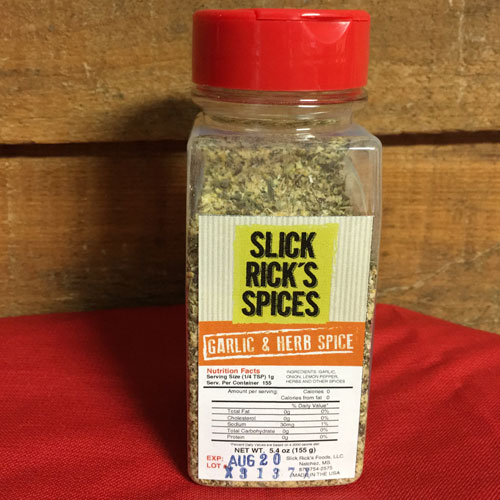 SLICK
RICK'S
SPICES
GARLIC & HERB SPICE
Nutrition Facts
Serving Size (1/4 TSP) 1g
Serv. Per Container 155
INGREDIENTS: GARLIC,
ONION, LEMON PEPPER,
HERBS AND OTHER SPICES
Amount per serving Calories 0
Calories from fat 0
% Daily Value*
Total Fat 0g 0%
Cholesterol 0g 0%
Sodium 30mg 1%
Total Carbohydrate 0g 0%
Protein 0g 0%
NET WT. 5.4 oz (155 g)
EXP: AUG 20
LOT
Slick Rick's Foods, LLC
Natchez, MS
MADE IN THE USA